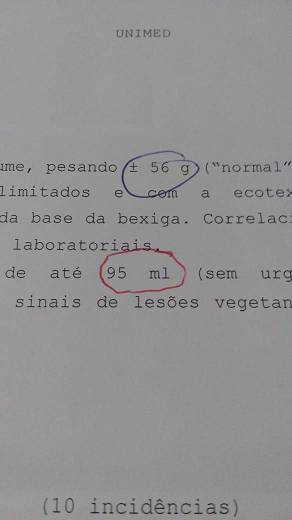 UNIMED
ume, pesando ± 56 g ("normal"
limitados e com a ecotex
da base da bexiga. Correlaci
laboratoriais.
de até 95 ml (sem urg
sinais de lesões vegetan
(10 incidências)